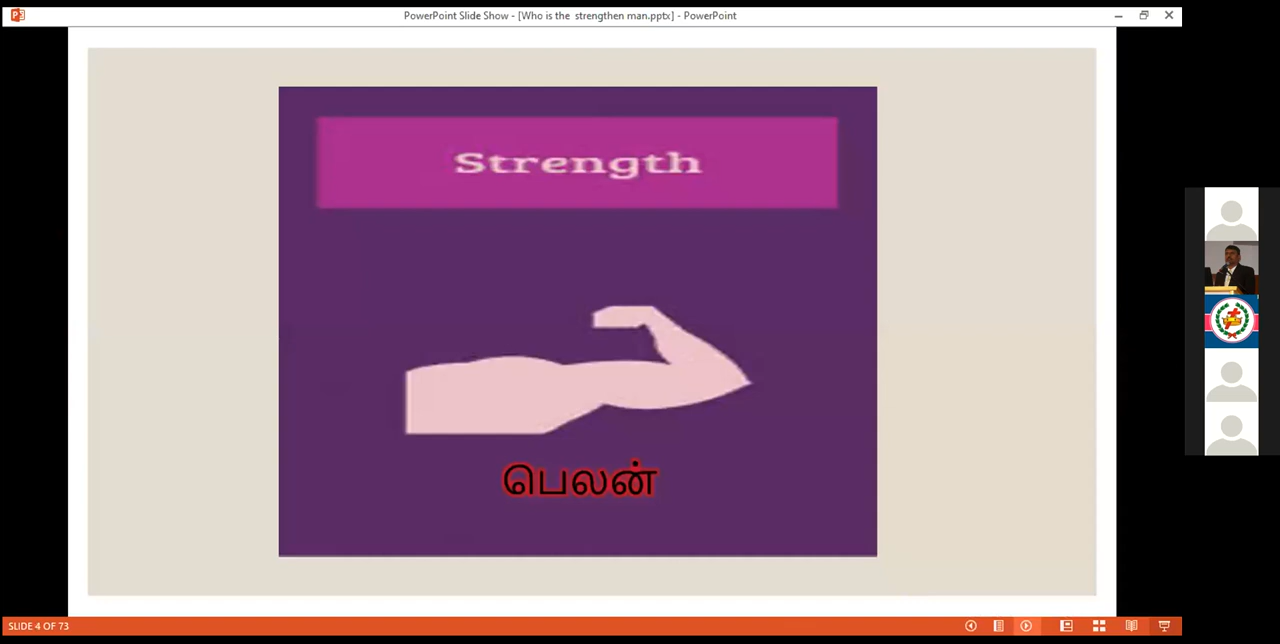 PowerPoint Slide Show - [Who is the  strengthen man.pptx] - PowerPoint
Strength
பெலன்
SLIDE 4 OF 73